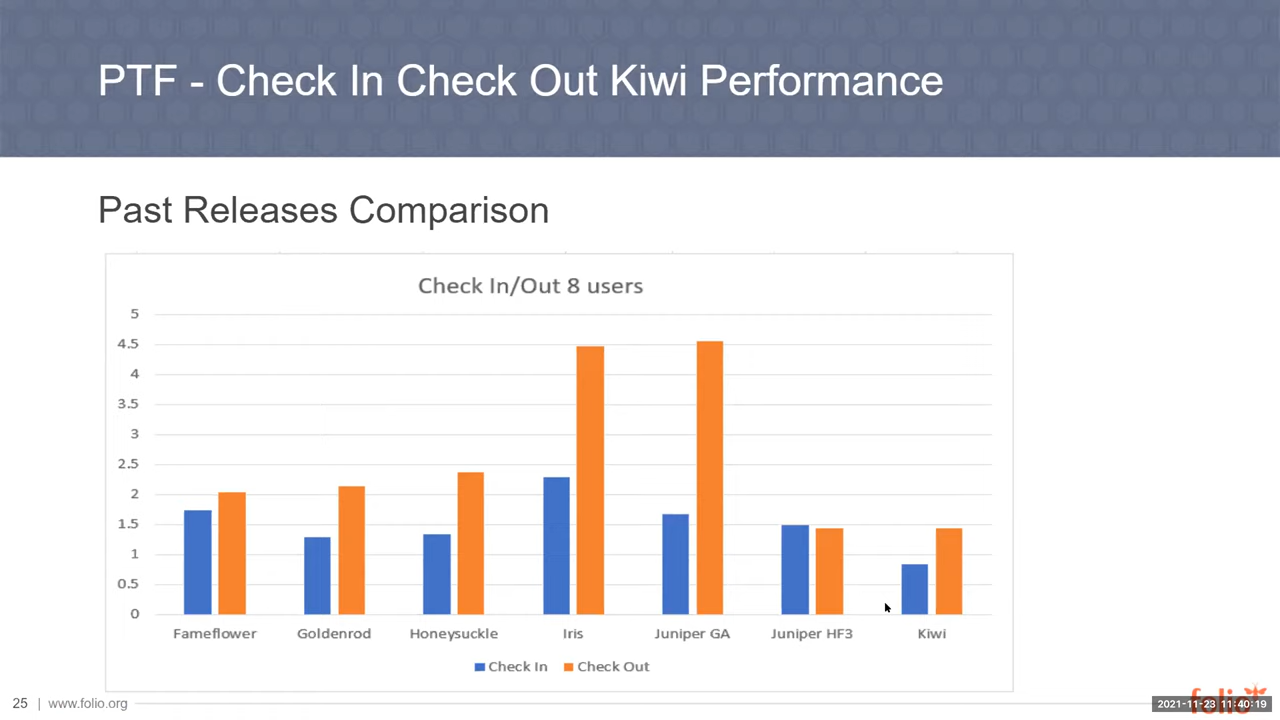 PTF - Check In Check Out Kiwi Performance
Past Releases Comparison
Check In/Out 8 users
5
4.5
4
3.5
3
2.5
2
1.5
1
0.5
0
Fameflower Goldenrod Honeysuckle Iris Juniper GA Juniper HF3 Kiwi
Check In Check Out
25 | www.folio.org
folio
2021-11-23 11:40:19